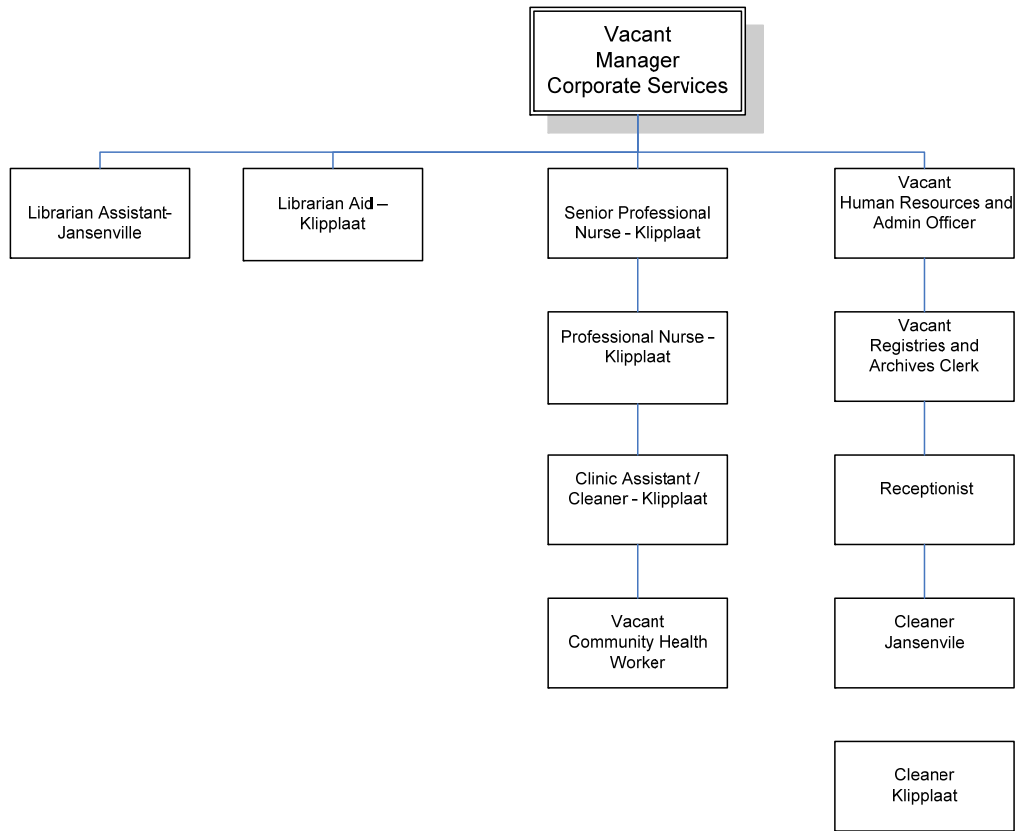 Vacant
Manager
Corporate Services
Librarian Assistant-
Jansenville
Librarian Aid –
Klipplaat
Senior Professional
Nurse - Klipplaat
Vacant
Human Resources and
Admin Officer
Professional Nurse -
Klipplaat
Vacant
Registries and
Archives Clerk
Clinic Assistant /
Cleaner - Klipplaat
Receptionist
Vacant
Community Health
Worker
Cleaner
Jansenvile
Cleaner
Klipplaat